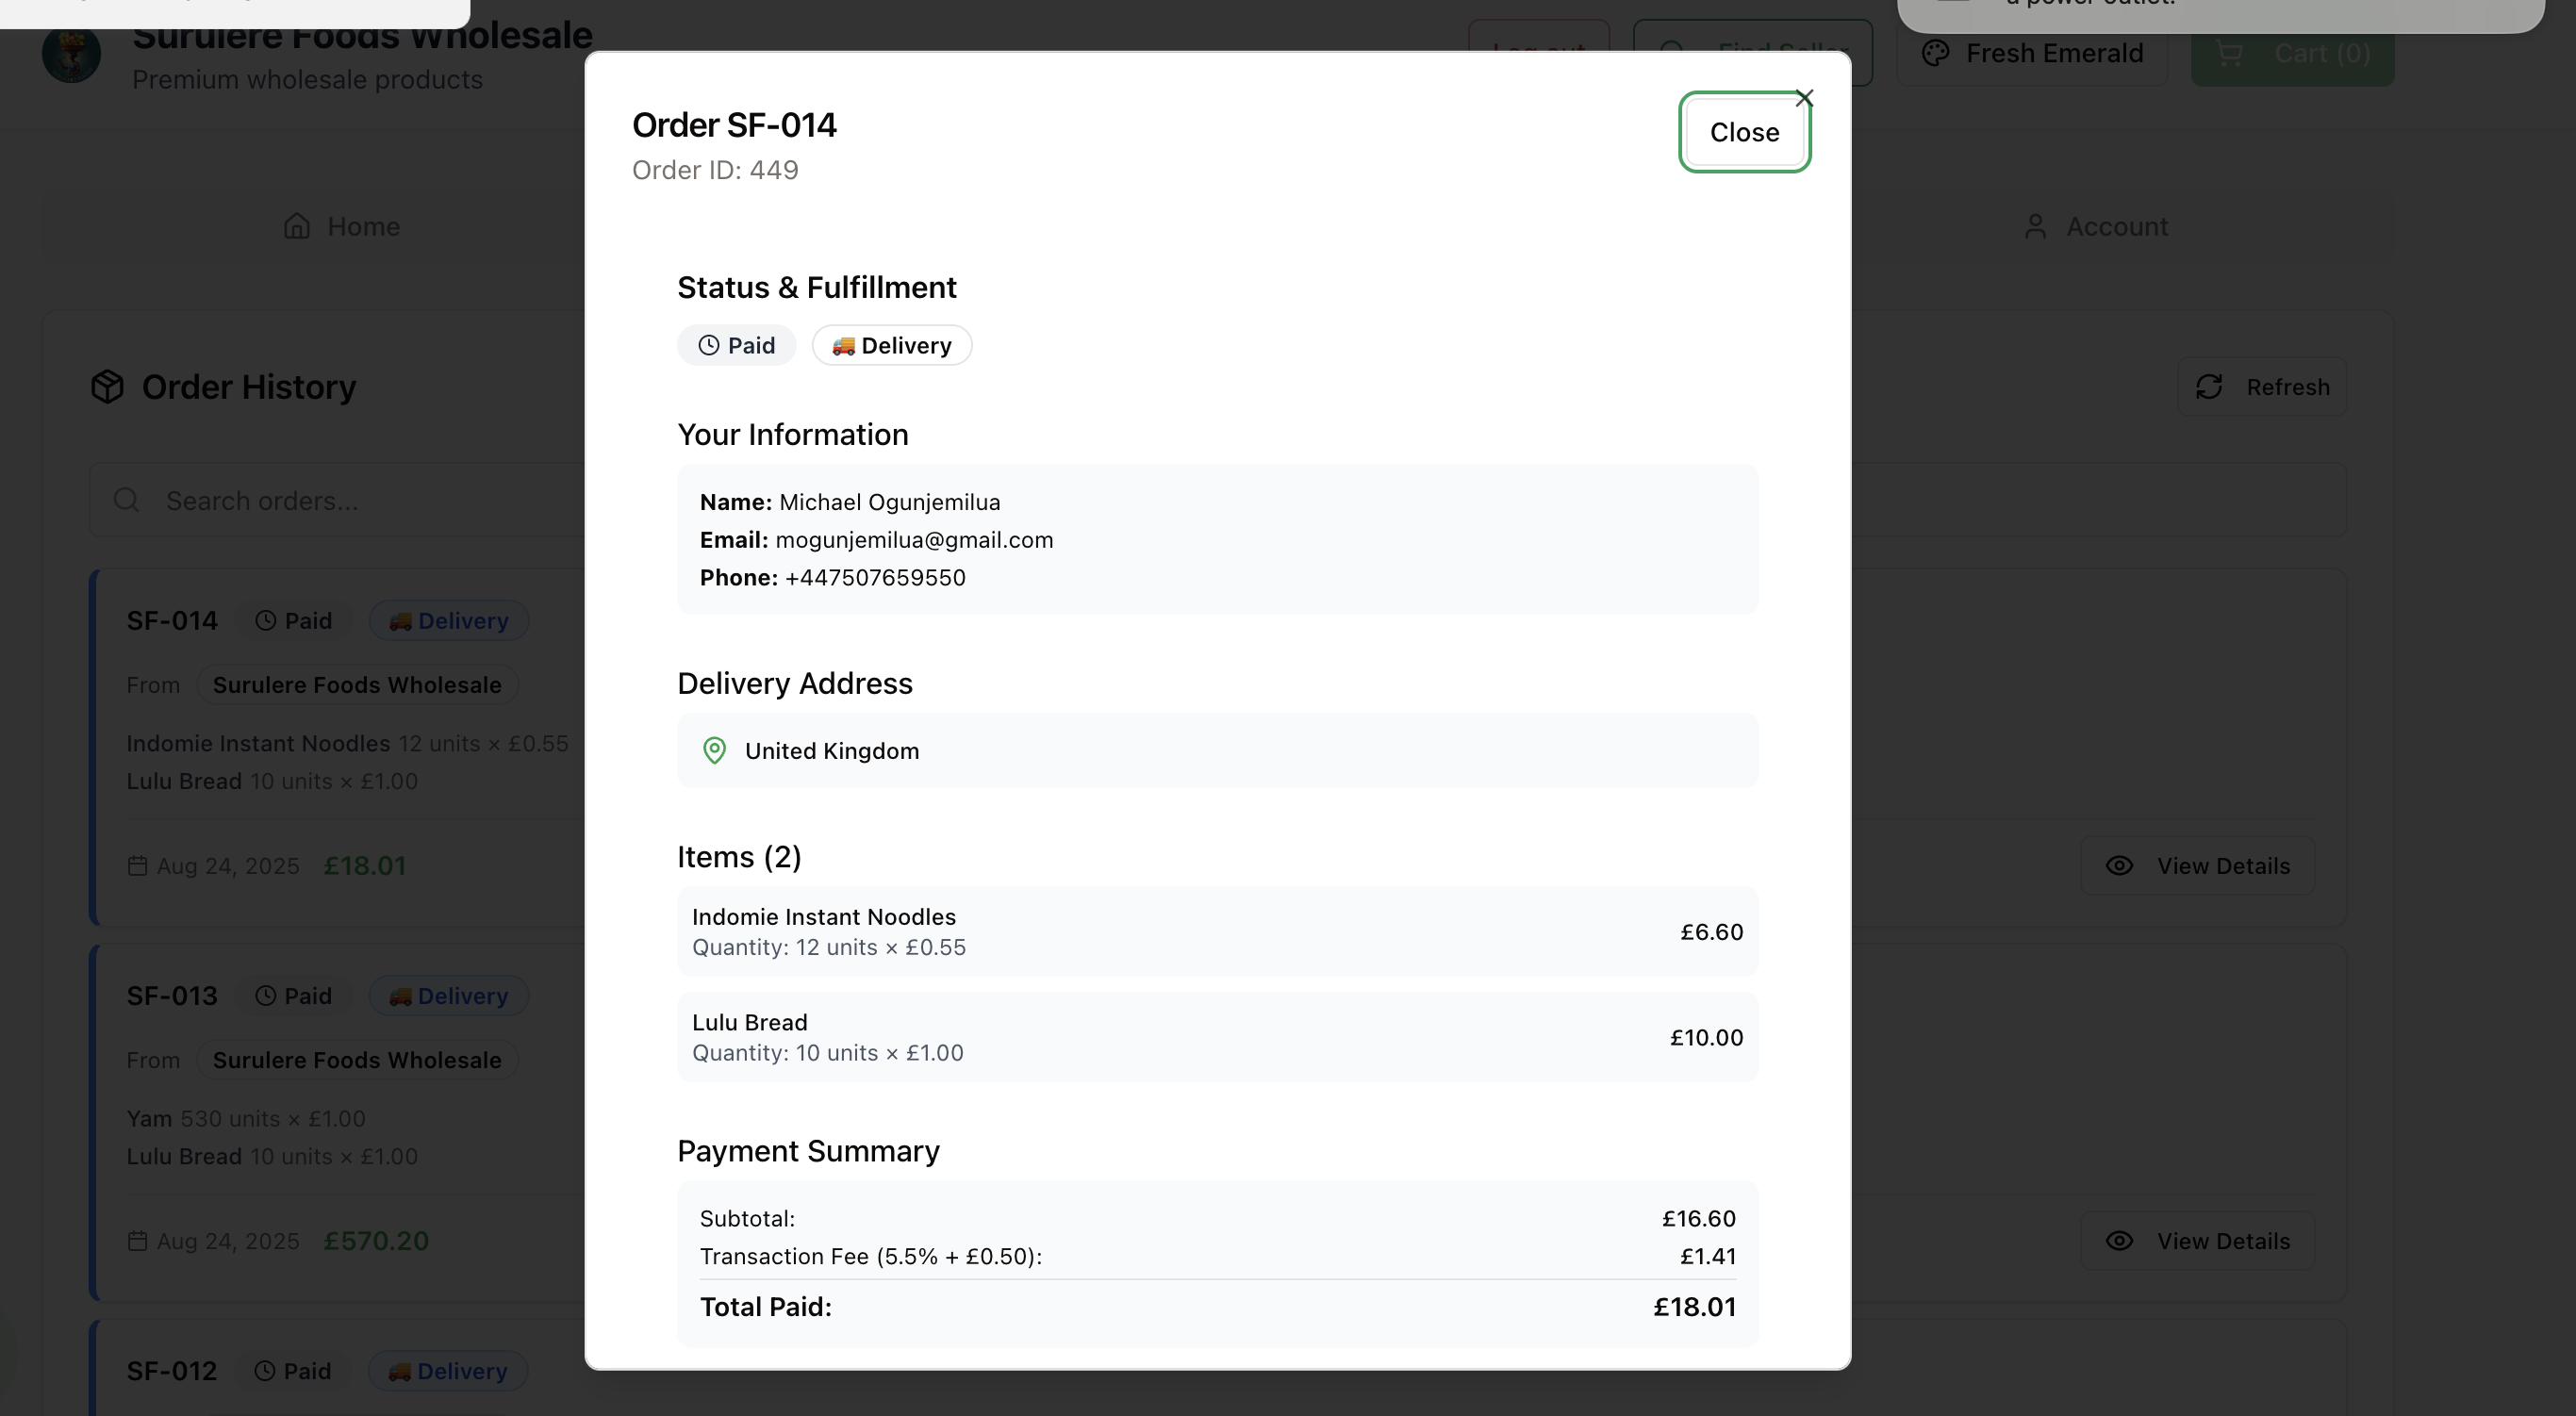 a power outlet.
Surulere Foods Wholesale
Premium wholesale products
Log out
Find Seller
Fresh Emerald
Cart (0)
Home
Account
Order History
Refresh
Search orders...
SF-014 Paid 🚚 Delivery
From Surulere Foods Wholesale
Indomie Instant Noodles 12 units × £0.55
Lulu Bread 10 units × £1.00
Aug 24, 2025 £18.01
View Details
SF-013 Paid 🚚 Delivery
From Surulere Foods Wholesale
Yam 530 units × £1.00
Lulu Bread 10 units × £1.00
Aug 24, 2025 £570.20
View Details
SF-012 Paid 🚚 Delivery
Order SF-014
Close
Order ID: 449
Status & Fulfillment
Paid 🚚 Delivery
Your Information
Name: Michael Ogunjemilua
Email: mogunjemilua@gmail.com
Phone: +447507659550
Delivery Address
United Kingdom
Items (2)
Indomie Instant Noodles
Quantity: 12 units × £0.55
£6.60
Lulu Bread
Quantity: 10 units × £1.00
£10.00
Payment Summary
Subtotal: £16.60
Transaction Fee (5.5% + £0.50): £1.41
Total Paid: £18.01